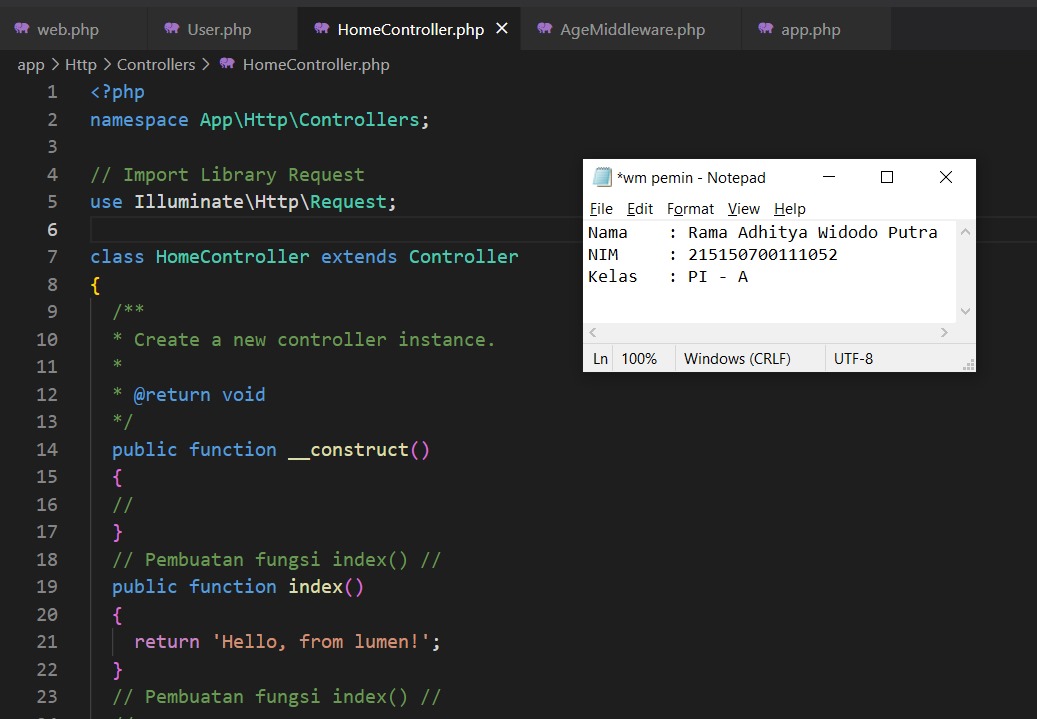 web.php User.php HomeController.php AgeMiddleware.php app.php
app > Http > Controllers > HomeController.php
1 <?php
2 namespace App\Http\Controllers;
3
4 // Import Library Request
5 use Illuminate\Http\Request;
6
7 class HomeController extends Controller
8 {
9 /**
10 * Create a new controller instance.
11 *
12 * @return void
13 */
14 public function __construct()
15 {
16 //
17 }
18 // Pembuatan fungsi index() //
19 public function index()
20 {
21 return 'Hello, from lumen!';
22 }
23 // Pembuatan fungsi index() //
*wm pemin - Notepad
File Edit Format View Help
Nama : Rama Adhitya Widodo Putra
NIM : 215150700111052
Kelas : PI - A
Ln 100% Windows (CRLF) UTF-8